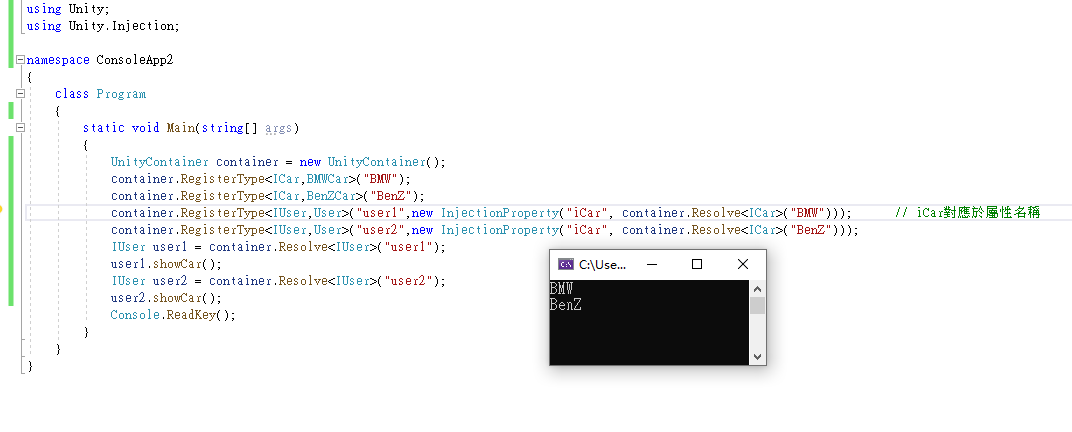 using Unity;
using Unity.Injection;
namespace ConsoleApp2
{
class Program
{
static void Main(string[] args)
{
UnityContainer container = new UnityContainer();
container.RegisterType<ICar,BMWCar>("BMW");
container.RegisterType<ICar,BenZCar>("BenZ");
container.RegisterType<IUser,User>("user1",new InjectionProperty("iCar", container.Resolve<ICar>("BMW"))); // iCar對應於屬性名稱
container.RegisterType<IUser,User>("user2",new InjectionProperty("iCar", container.Resolve<ICar>("BenZ")));
IUser user1 = container.Resolve<IUser>("user1");
user1.showCar();
IUser user2 = container.Resolve<IUser>("user2");
user2.showCar();
Console.ReadKey();
}
}
}
C:\Use...
BMW
BenZ